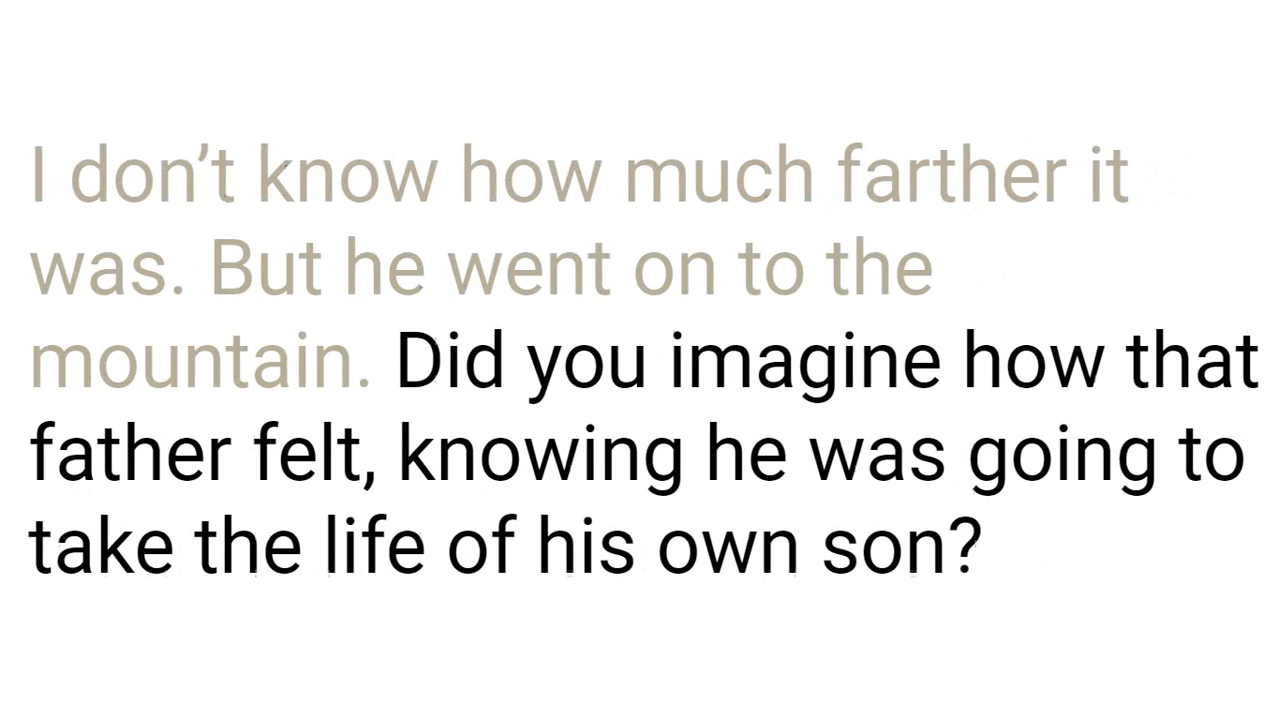 I don’t know how much farther it
was. But he went on to the
mountain. Did you imagine how that
father felt, knowing he was going to
take the life of his own son?